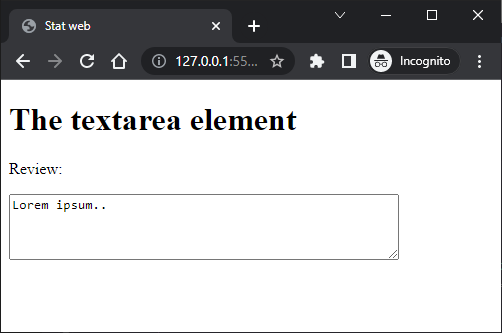 Stat web
127.0.0.1:55...
Incognito
The textarea element
Review:
Lorem ipsum..